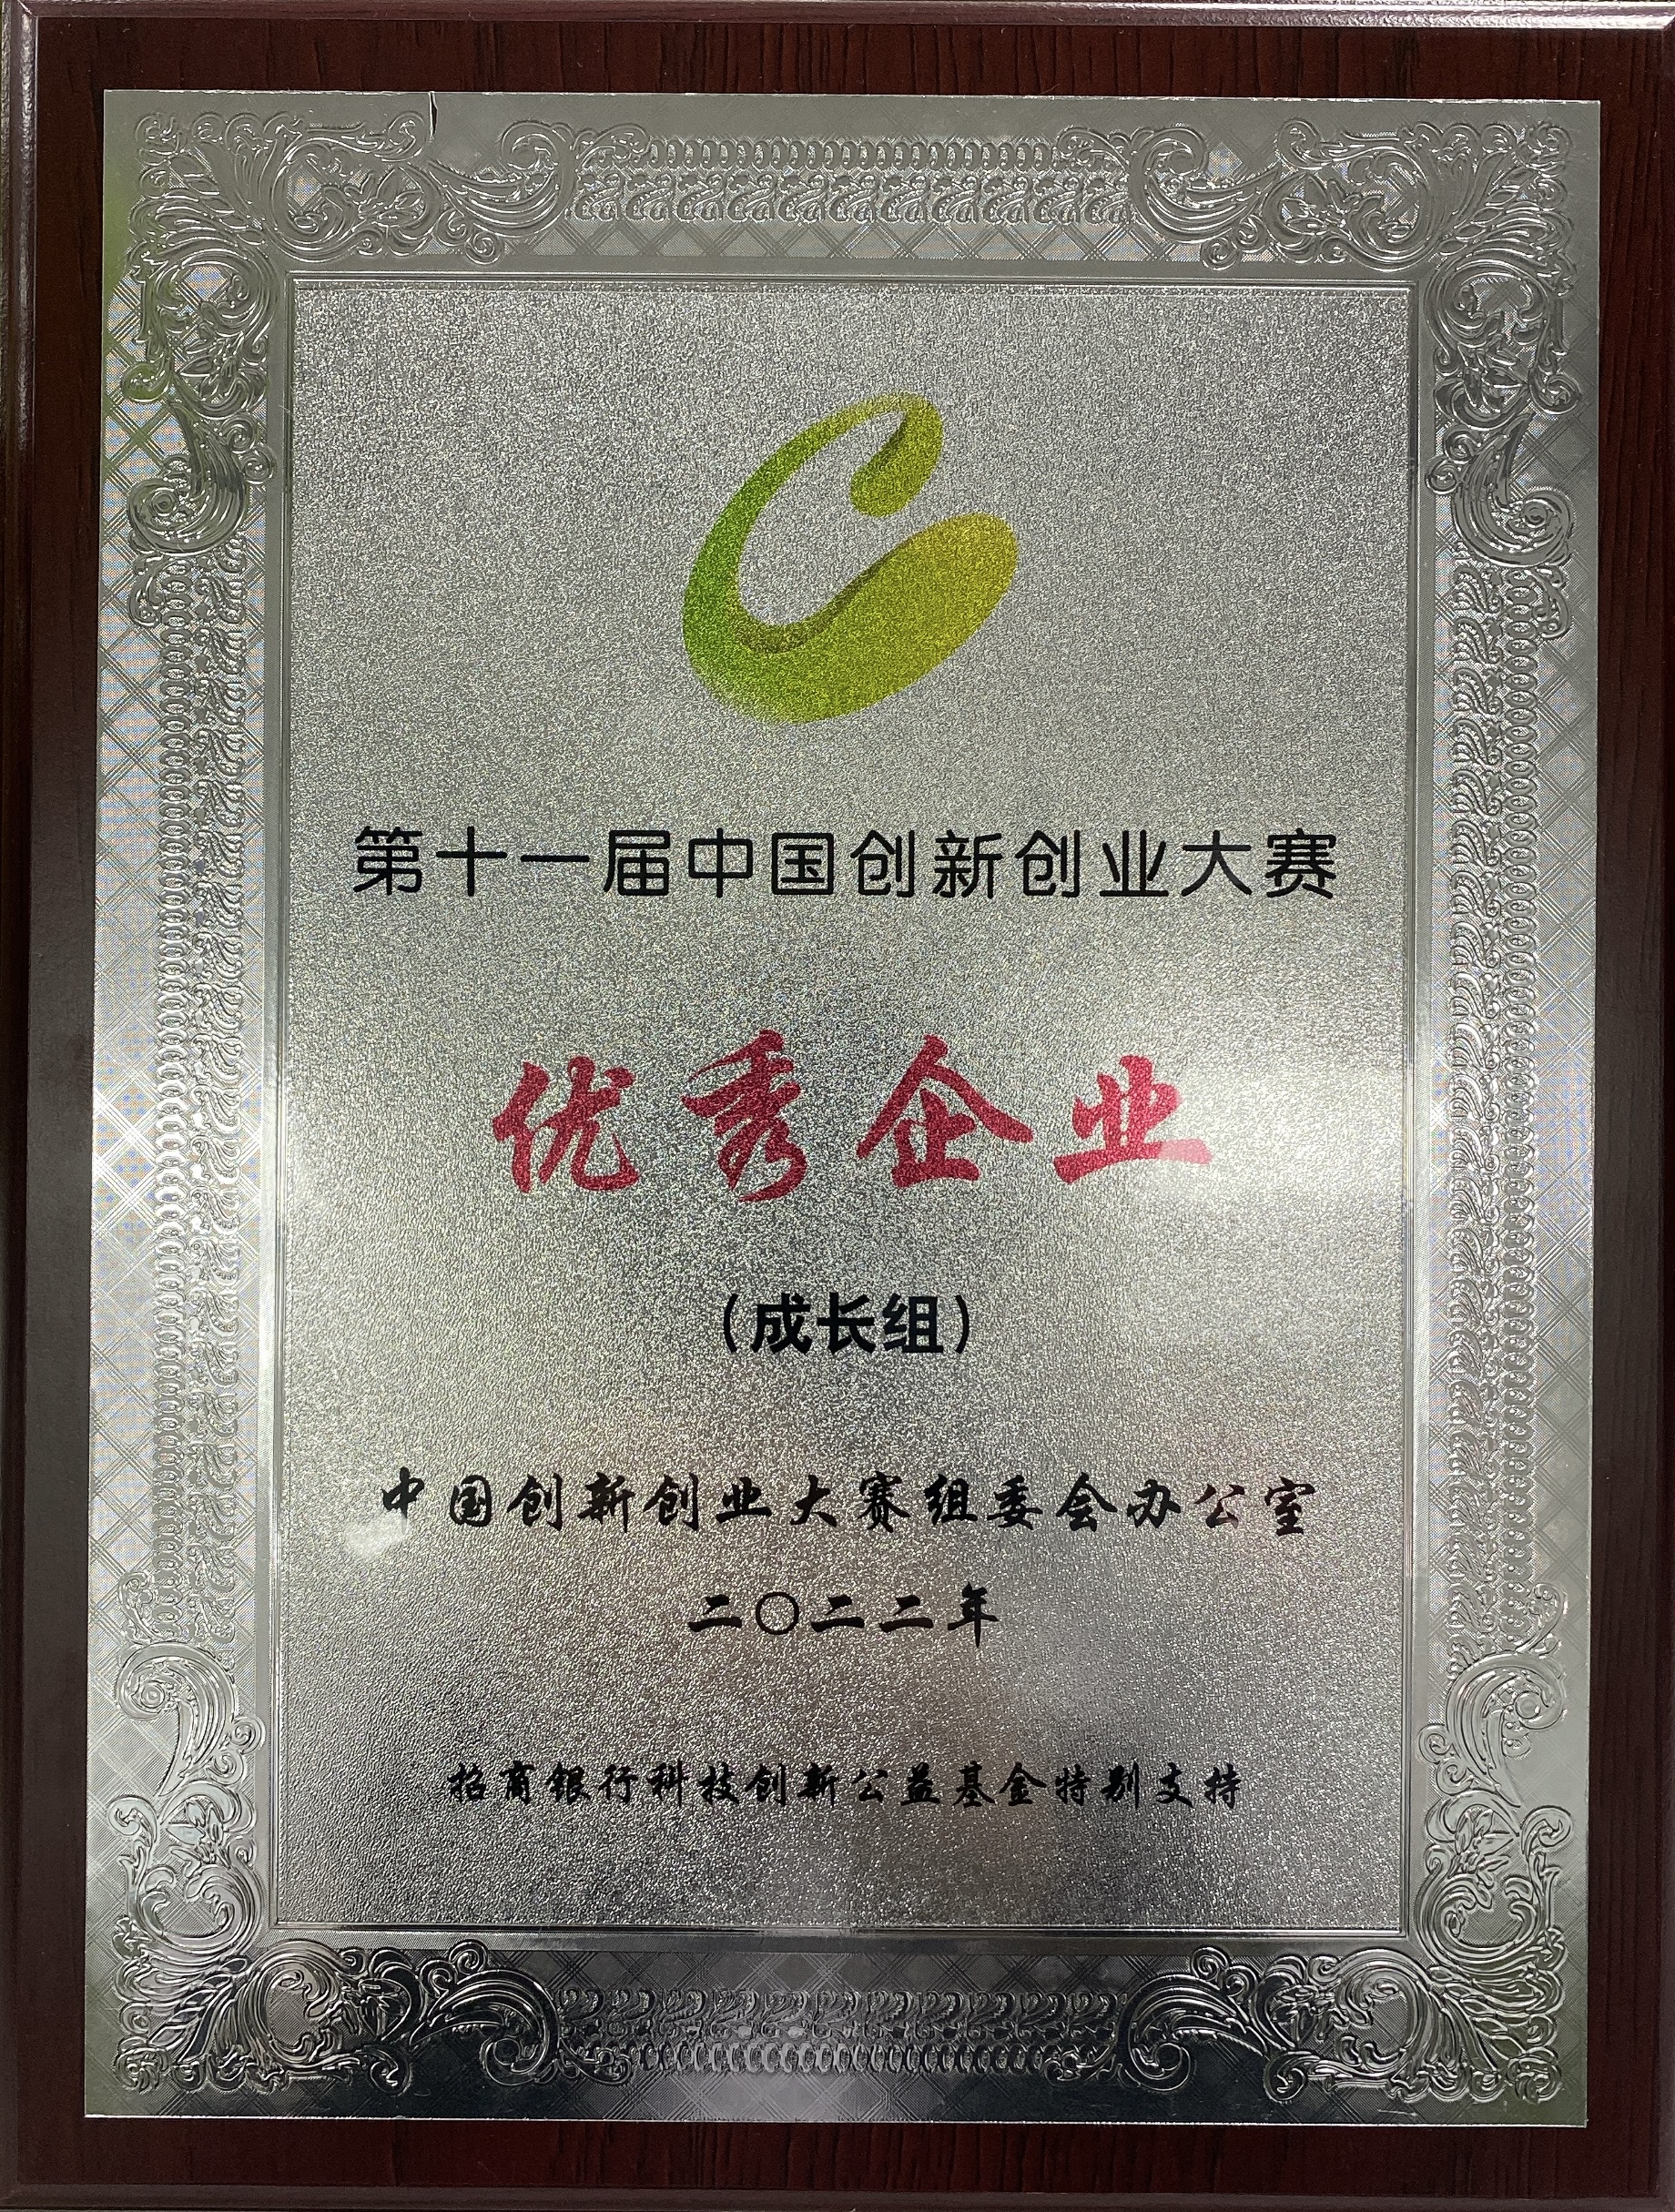 第十一届中国创新创业大赛
优秀企业
（成长组）
中国创新创业大赛组委会办公室
二〇二二年
招商银行科技创新公益基金特别支持